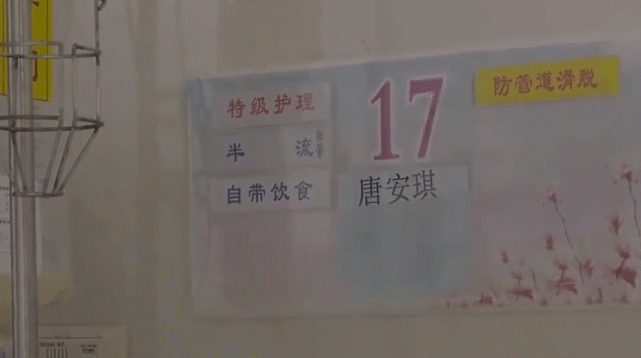 特级护理
17
防管道滑脱
半 流
自带饮食
唐安琪